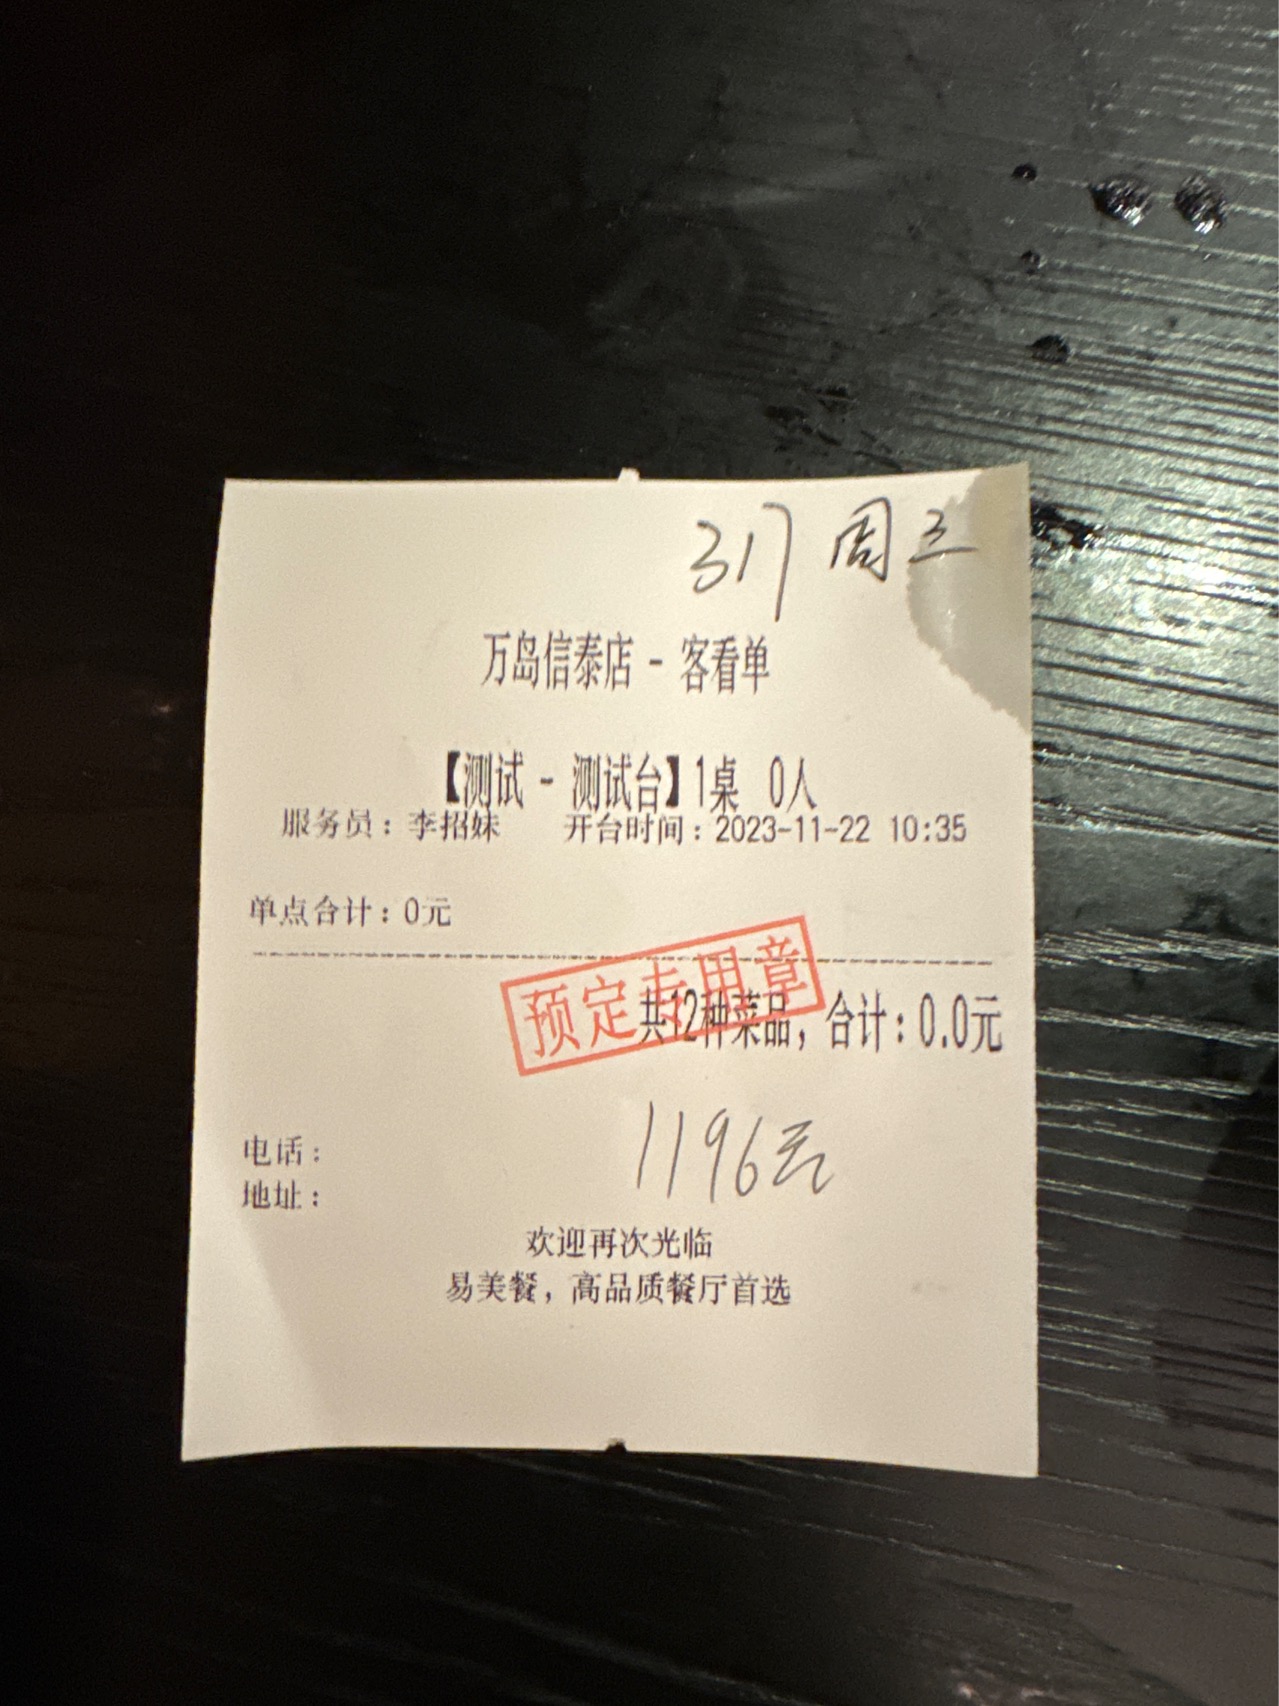 317 周三
万岛信泰店 - 客看单
【测试 - 测试台】1桌 0人
服务员：李招妹 开台时间：2023-11-22 10:35
单点合计：0元
预定专用章
共12种菜品，合计：0.0元
1196元
电话：
地址：
欢迎再次光临
易美餐，高品质餐厅首选